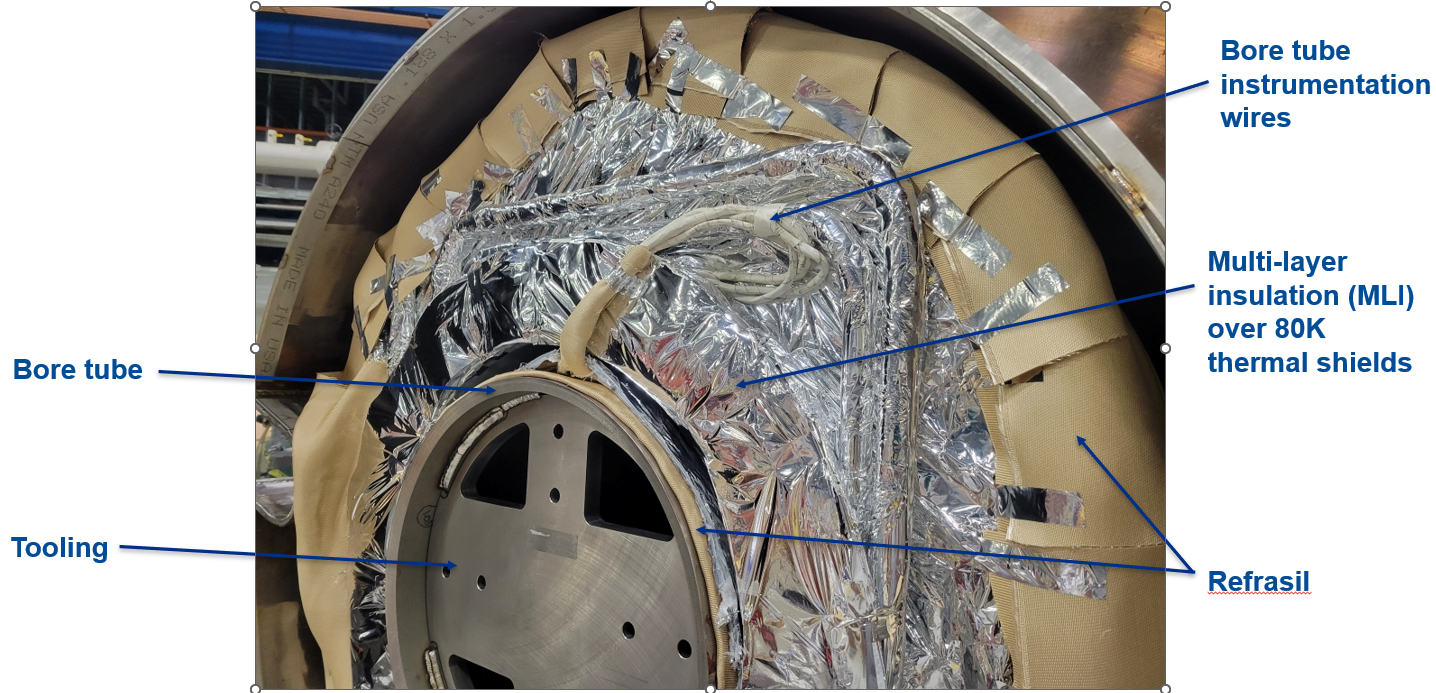 Bore tube
instrumentation
wires
Multi-layer
insulation (MLI)
over 80K
thermal shields
Bore tube
Tooling
Refrasil
MADE IN USA